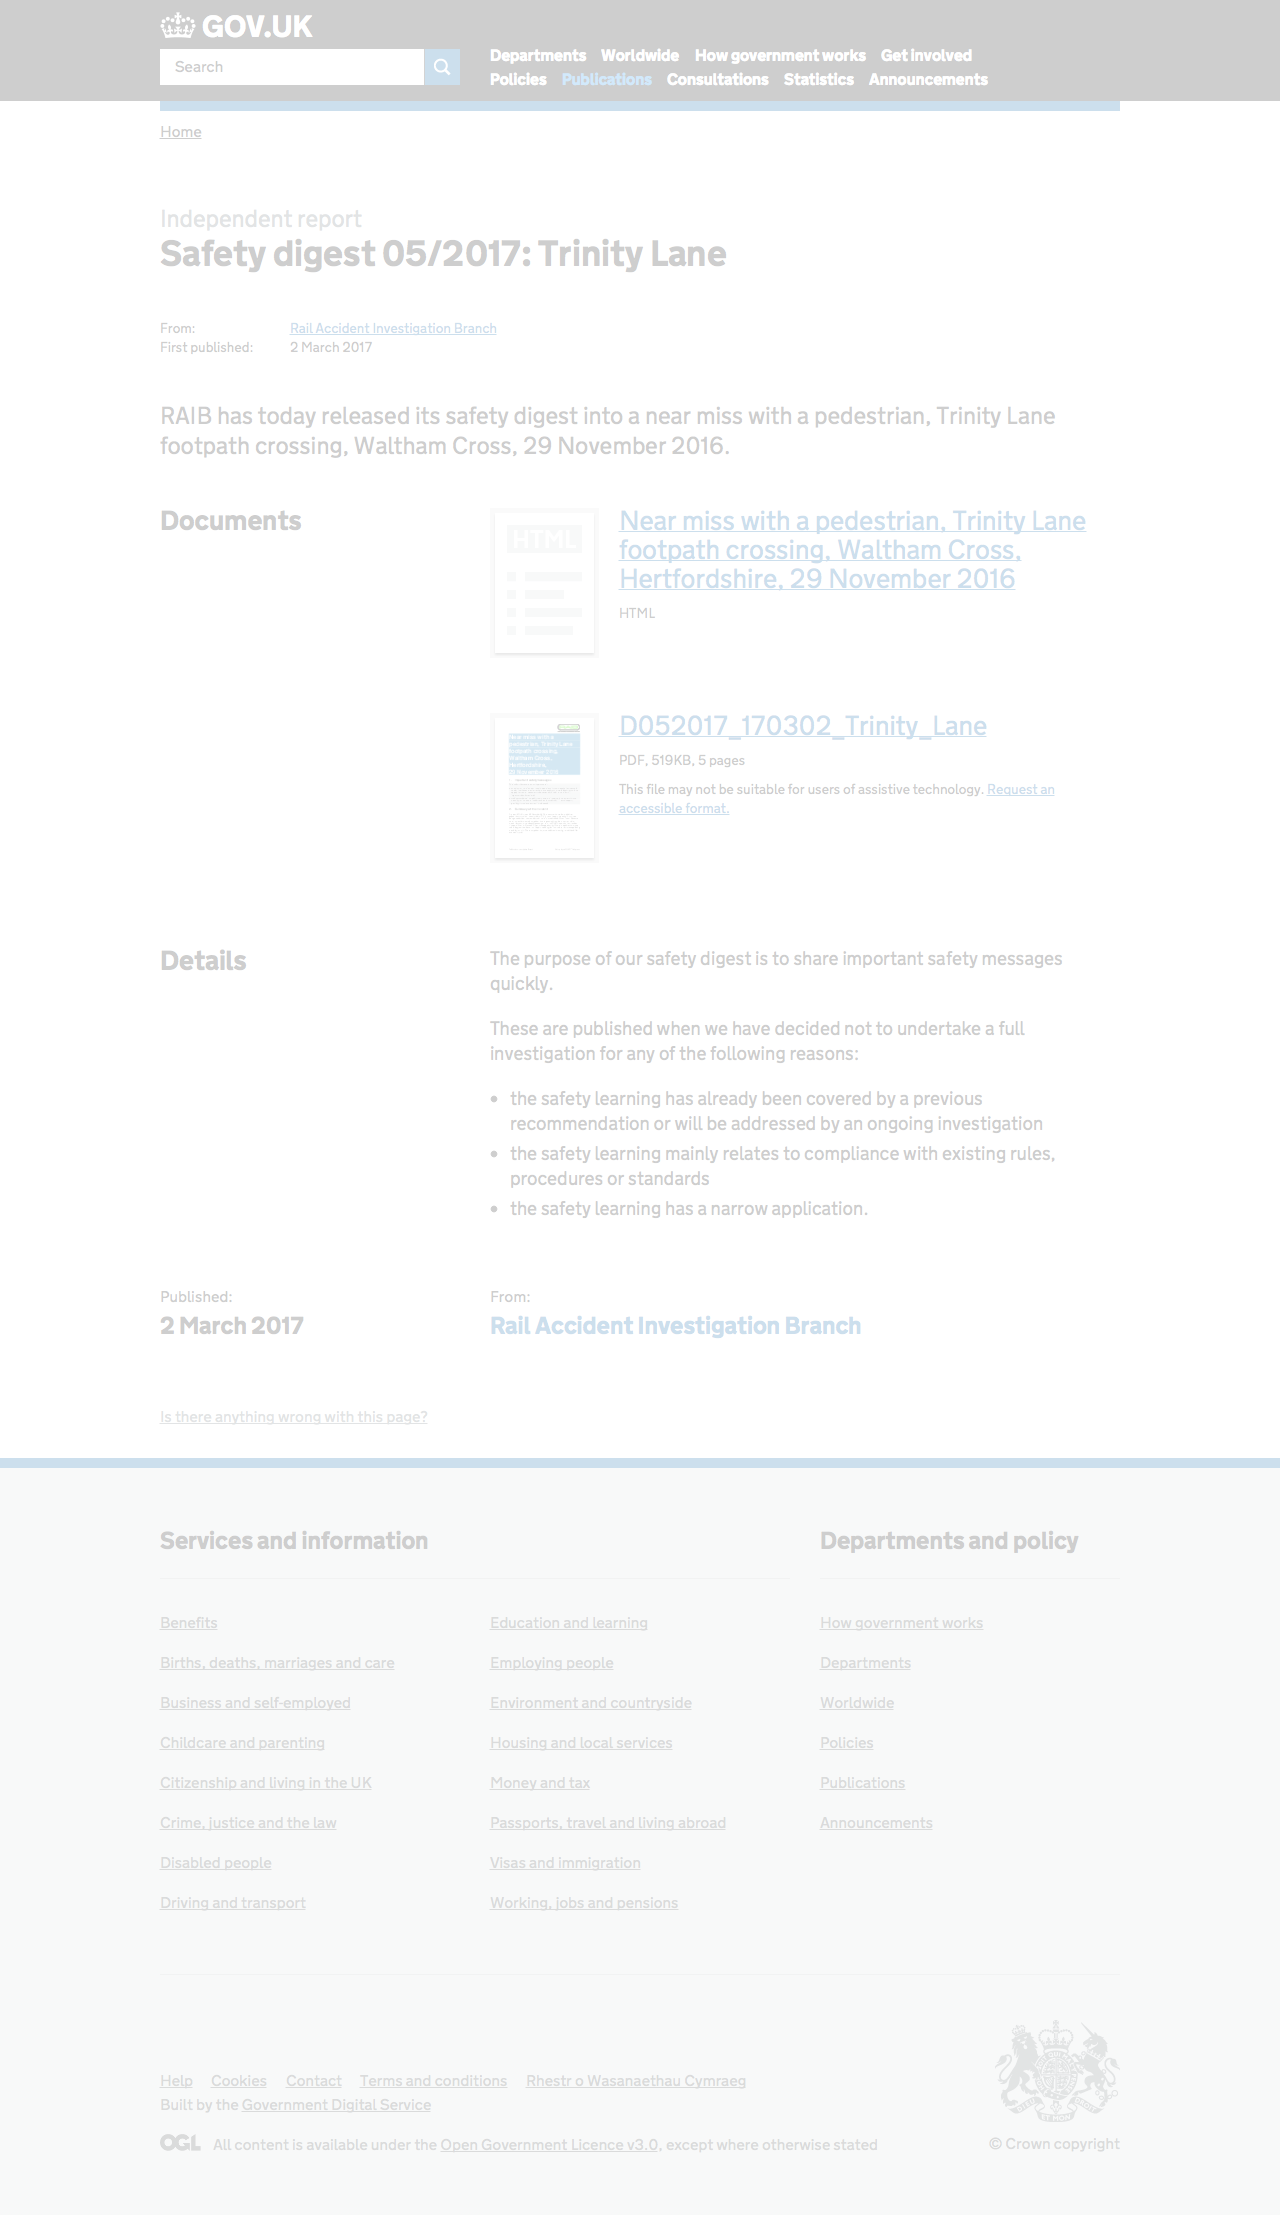 GOV.UK
Search
Departments Worldwide How government works Get involved
Policies Publications Consultations Statistics Announcements
Home
Independent report
Safety digest 05/2017: Trinity Lane
From: Rail Accident Investigation Branch
First published: 2 March 2017
RAIB has today released its safety digest into a near miss with a pedestrian, Trinity Lane
footpath crossing, Waltham Cross, 29 November 2016.
Documents
HTML
Near miss with a pedestrian, Trinity Lane
footpath crossing, Waltham Cross,
Hertfordshire, 29 November 2016
HTML
Near miss with a
pedestrian, Trinity Lane
footpath crossing,
Waltham Cross,
Hertfordshire,
29 November 2016
D052017_170302_Trinity_Lane
PDF, 519KB, 5 pages
This file may not be suitable for users of assistive technology. Request an
accessible format.
Details
The purpose of our safety digest is to share important safety messages
quickly.
These are published when we have decided not to undertake a full
investigation for any of the following reasons:
• the safety learning has already been covered by a previous
recommendation or will be addressed by an ongoing investigation
• the safety learning mainly relates to compliance with existing rules,
procedures or standards
• the safety learning has a narrow application.
Published:
2 March 2017
From:
Rail Accident Investigation Branch
Is there anything wrong with this page?
Services and information
Benefits
Births, deaths, marriages and care
Business and self-employed
Childcare and parenting
Citizenship and living in the UK
Crime, justice and the law
Disabled people
Driving and transport
Education and learning
Employing people
Environment and countryside
Housing and local services
Money and tax
Passports, travel and living abroad
Visas and immigration
Working, jobs and pensions
Departments and policy
How government works
Departments
Worldwide
Policies
Publications
Announcements
Help Cookies Contact Terms and conditions Rhestr o Wasanaethau Cymraeg
Built by the Government Digital Service
OGL All content is available under the Open Government Licence v3.0, except where otherwise stated
© Crown copyright